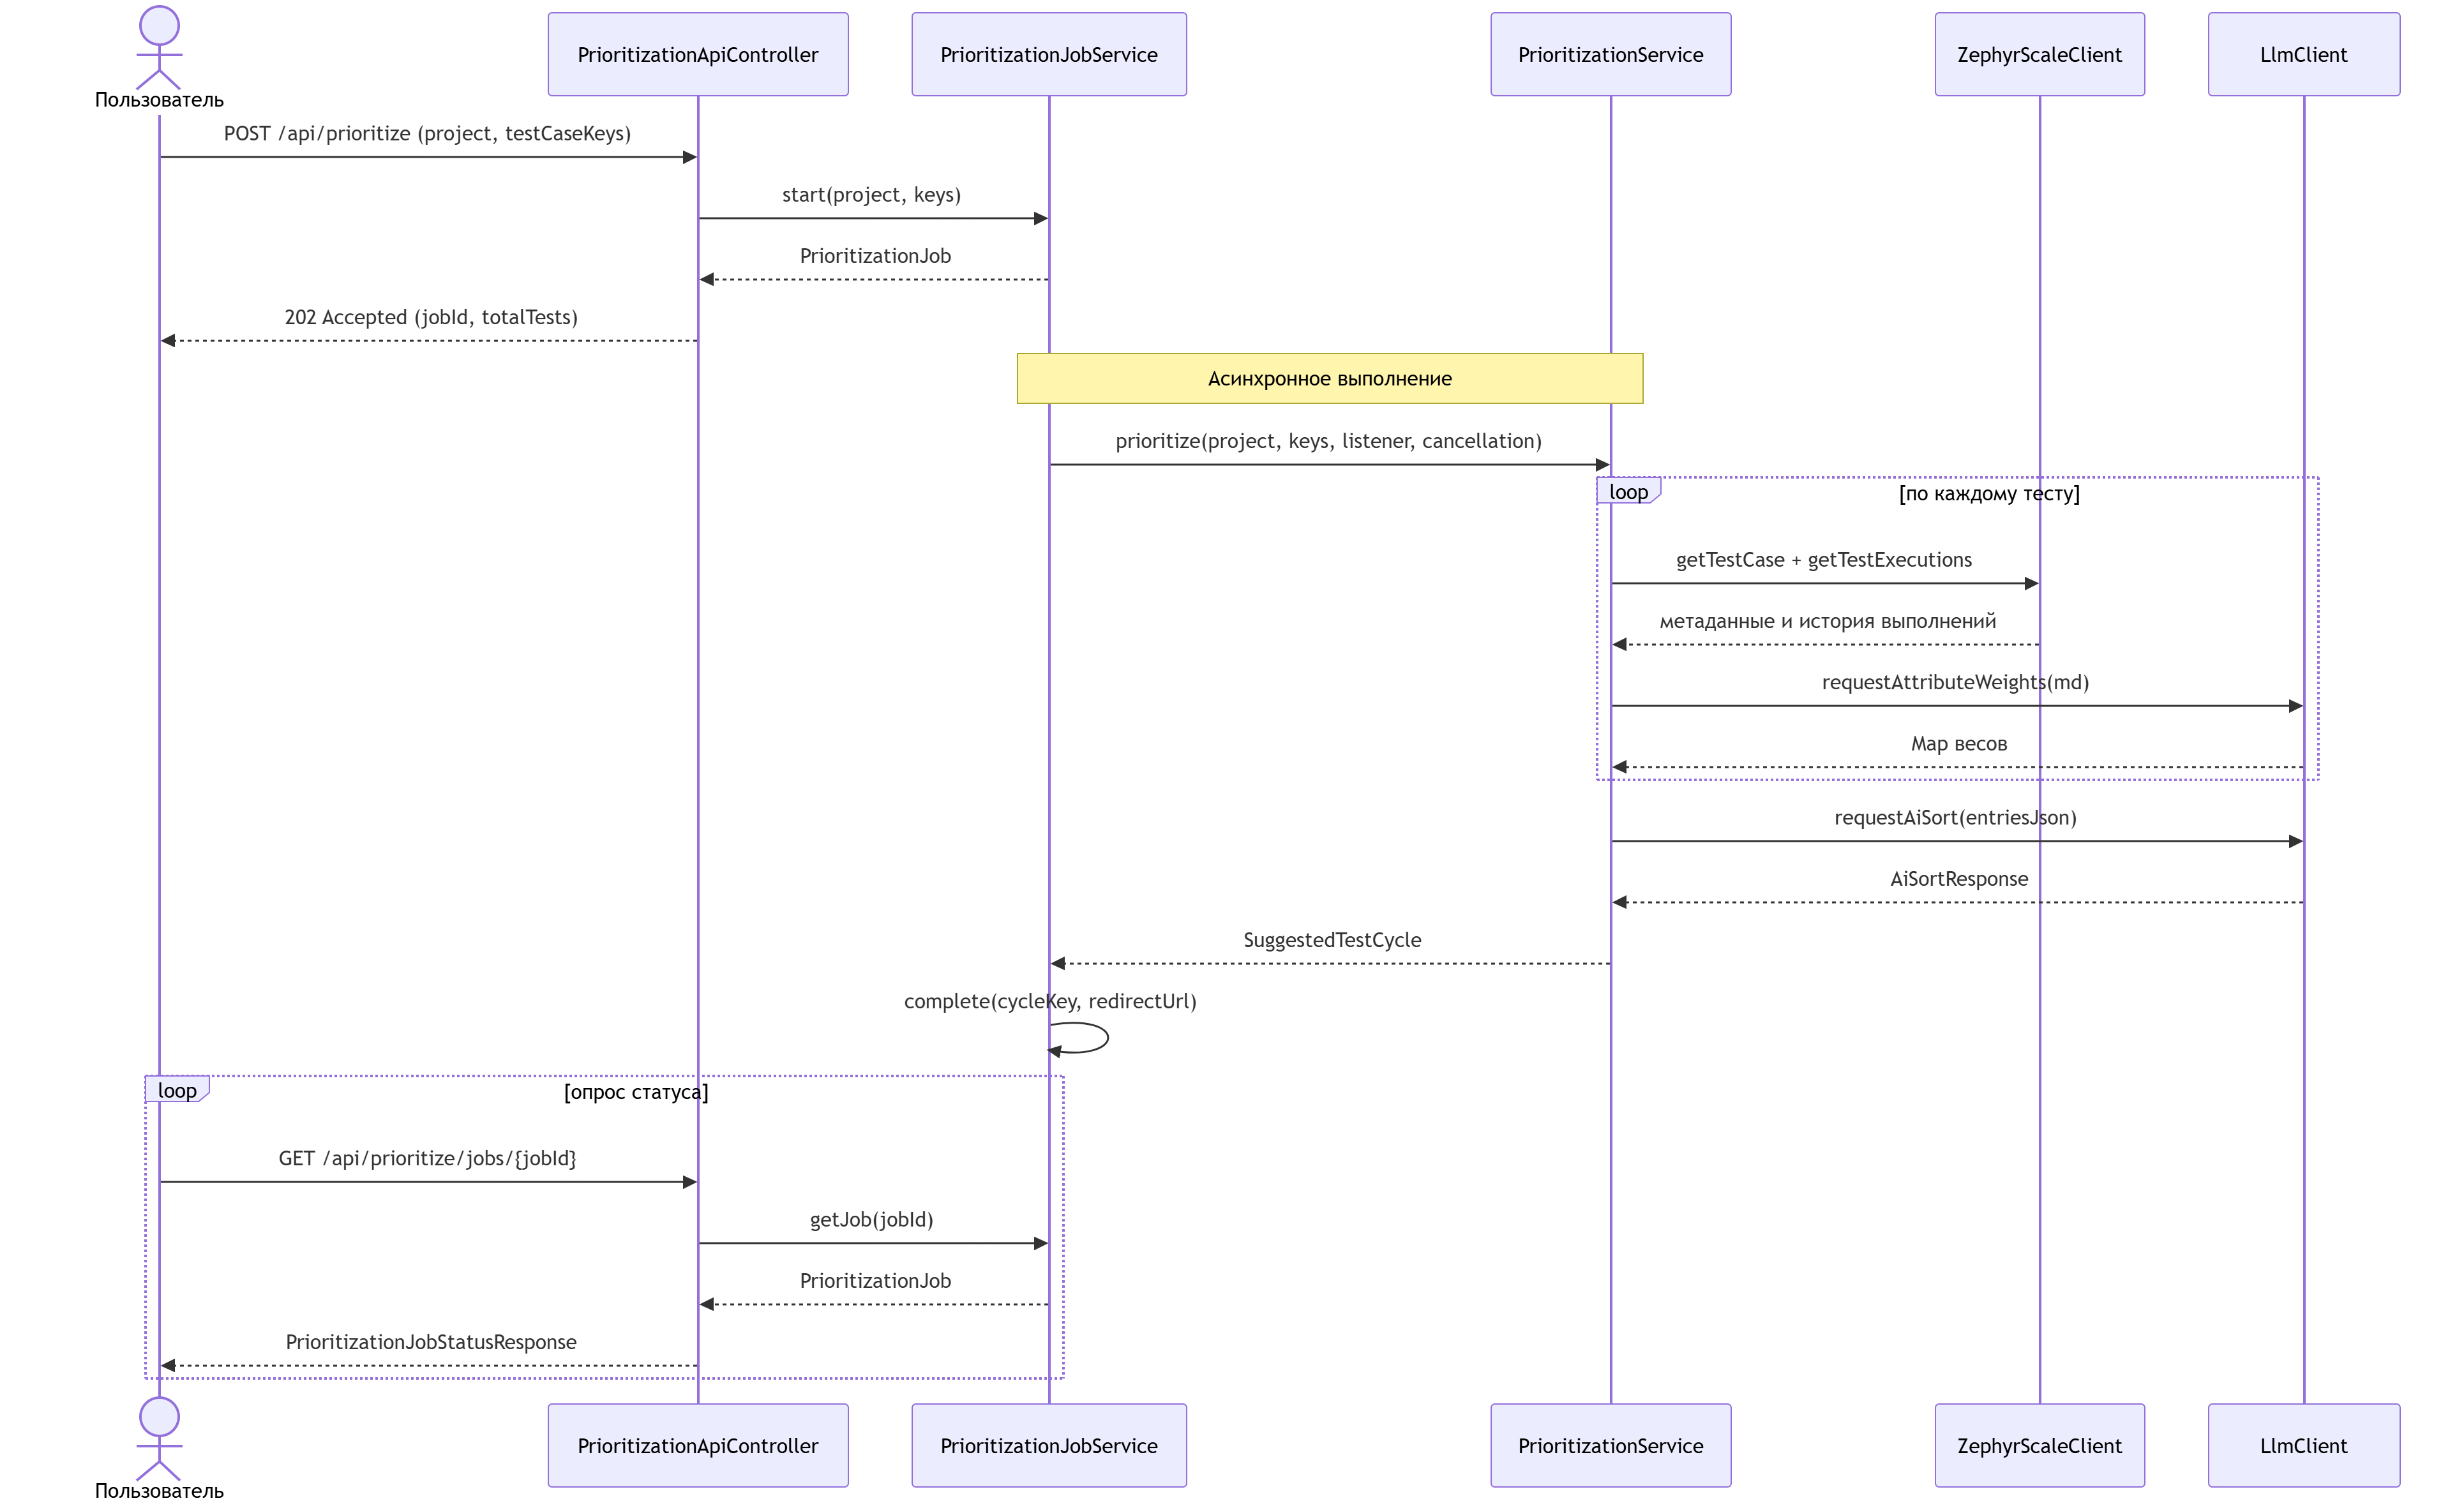 Пользователь
PrioritizationApiController
PrioritizationJobService
PrioritizationService
ZephyrScaleClient
LlmClient
POST /api/prioritize (project, testCaseKeys)
start(project, keys)
PrioritizationJob
202 Accepted (jobId, totalTests)
Асинхронное выполнение
prioritize(project, keys, listener, cancellation)
loop
[по каждому тесту]
getTestCase + getTestExecutions
метаданные и история выполнений
requestAttributeWeights(md)
Map весов
requestAiSort(entriesJson)
AiSortResponse
SuggestedTestCycle
complete(cycleKey, redirectUrl)
loop
[опрос статуса]
GET /api/prioritize/jobs/{jobId}
getJob(jobId)
PrioritizationJob
PrioritizationJobStatusResponse
Пользователь
PrioritizationApiController
PrioritizationJobService
PrioritizationService
ZephyrScaleClient
LlmClient